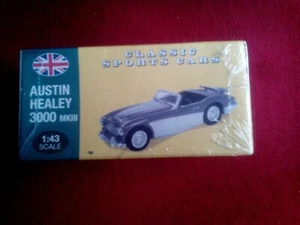 CLASSIC
SPORTS CARS
AUSTIN
HEALEY
3000 MKIII
1:43
SCALE